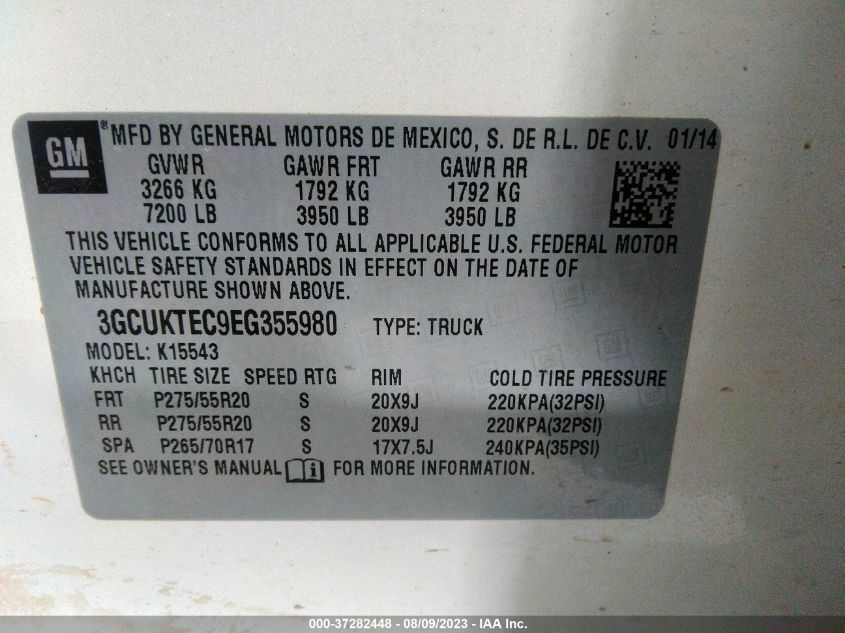 GM ® MFD BY GENERAL MOTORS DE MEXICO, S. DE R.L. DE C.V. 01/14
GVWR GAWR FRT GAWR RR
3266 KG 1792 KG 1792 KG
7200 LB 3950 LB 3950 LB
THIS VEHICLE CONFORMS TO ALL APPLICABLE U.S. FEDERAL MOTOR
VEHICLE SAFETY STANDARDS IN EFFECT ON THE DATE OF
MANUFACTURE SHOWN ABOVE.
3GCUKTEC9EG355980 TYPE: TRUCK
MODEL: K15543
KHCH TIRE SIZE SPEED RTG RIM COLD TIRE PRESSURE
FRT P275/55R20 S 20X9J 220KPA(32PSI)
RR P275/55R20 S 20X9J 220KPA(32PSI)
SPA P265/70R17 S 17X7.5J 240KPA(35PSI)
SEE OWNER'S MANUAL i FOR MORE INFORMATION.
000-37282448 - 08/09/2023 - IAA Inc.